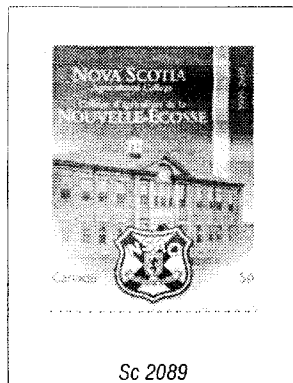 NOVA SCOTIA
Agricultural College
Collège d'agriculture de la
NOUVELLE-ÉCOSSE
Canada
Sc 2089